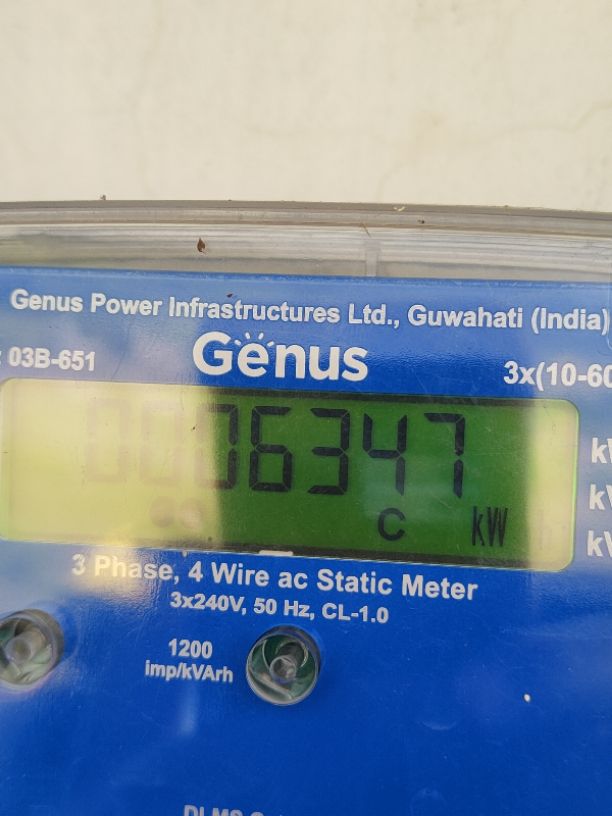 Genus Power Infrastructures Ltd., Guwahati (India)
: 03B-651
Genus
3x(10-60
0006347
kW
C
kW
3 Phase, 4 Wire ac Static Meter
3x240V, 50 Hz, CL-1.0
1200
imp/kVArh